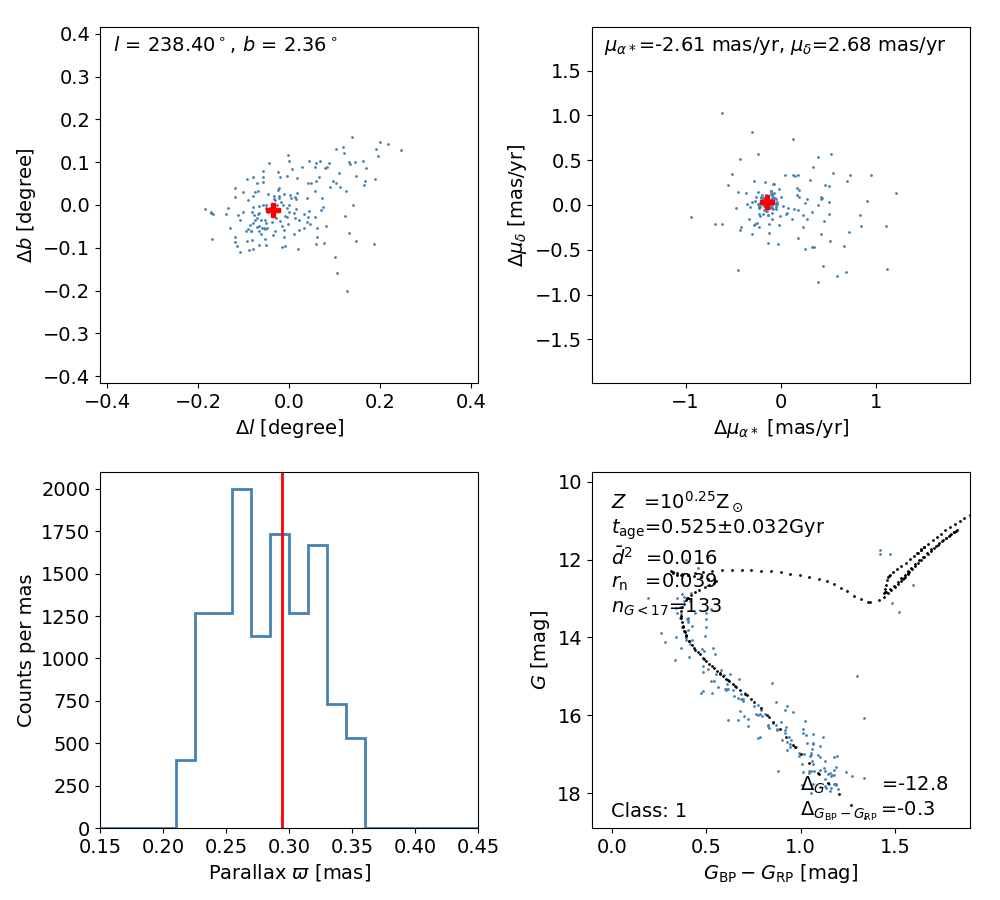 l = 238.40°, b = 2.36°
0.4
0.3
0.2
0.1
0.0
−0.1
−0.2
−0.3
−0.4
Δb [degree]
−0.4 −0.2 0.0 0.2 0.4
Δl [degree]
μα*=-2.61 mas/yr, μδ=2.68 mas/yr
1.5
1.0
0.5
0.0
−0.5
−1.0
−1.5
Δμδ [mas/yr]
−1 0 1
Δμα* [mas/yr]
2000
1750
1500
1250
1000
750
500
250
0
Counts per mas
0.15 0.20 0.25 0.30 0.35 0.40 0.45
Parallax ϖ [mas]
10
12
14
16
18
G [mag]
Z =10^0.25 Z⊙
t_age=0.525±0.032Gyr
d̄² =0.016
r_n =0.039
n_G<17=133
Δ_G =-12.8
Δ_GBP−GRP=-0.3
Class: 1
0.0 0.5 1.0 1.5
G_BP − G_RP [mag]